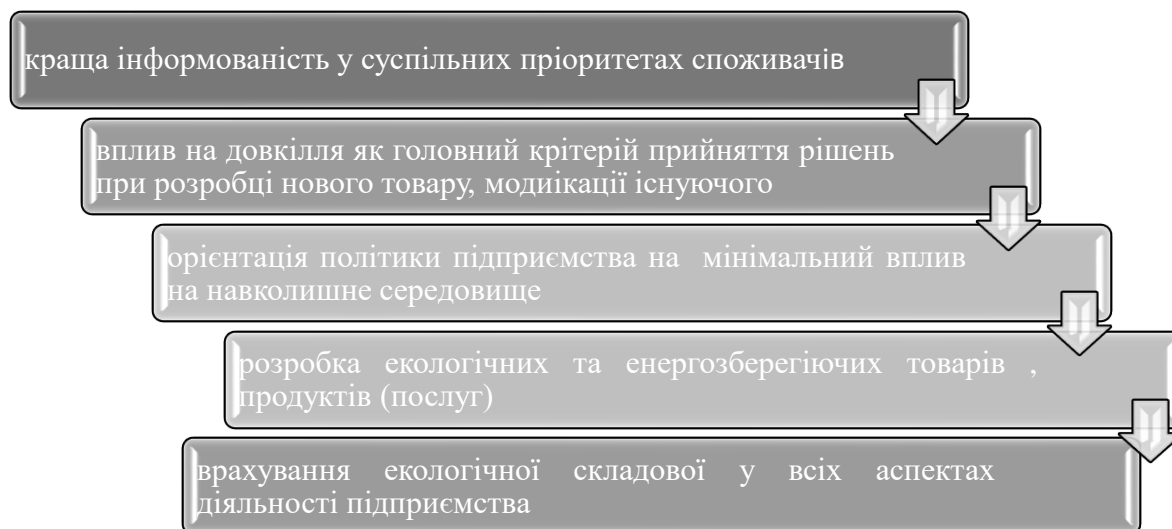 краща інформованість у суспільних пріоритетах споживачів
вплив на довкілля як головний крітерій прийняття рішень
при розробці нового товару, модиікації існуючого
орієнтація політики підприємства на мінімальний вплив
на навколишнє середовище
розробка екологічних та енергозберегіючих товарів ,
продуктів (послуг)
врахування екологічної складової у всіх аспектах
діяльності підприємства